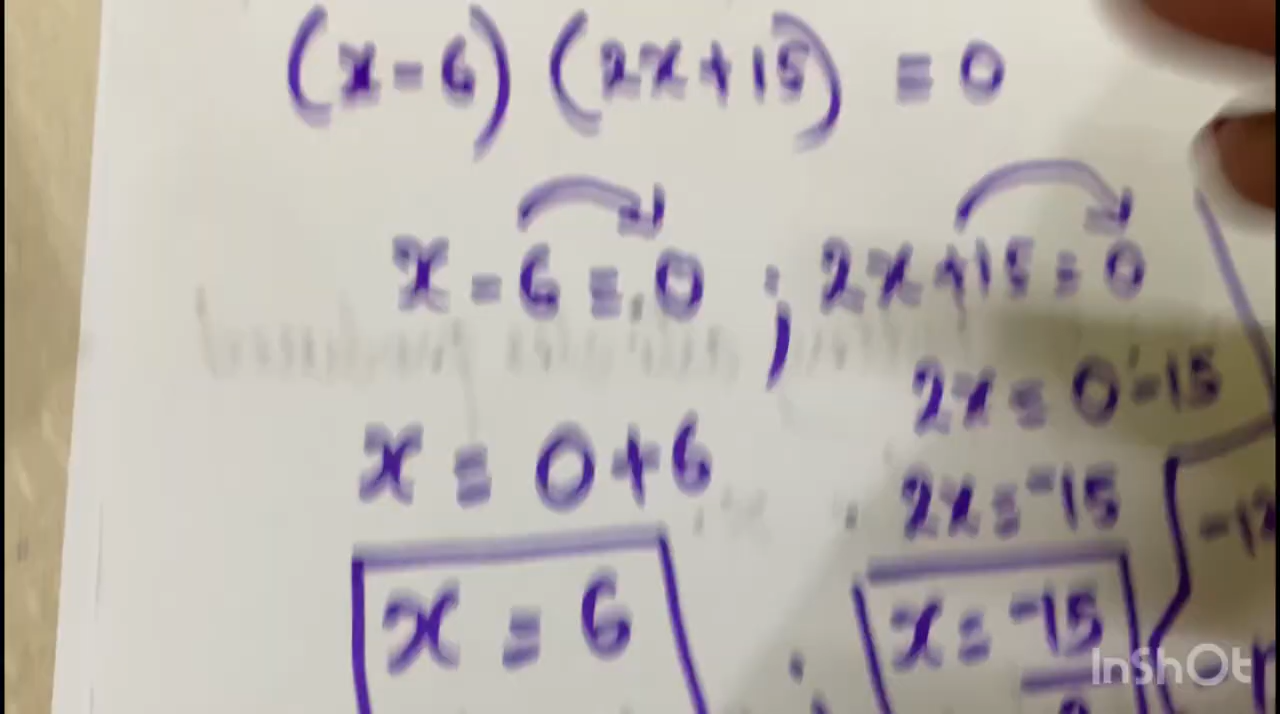 (x-6) (2x+15) = 0
x - 6 = 0 ; 2x+15=0
2x = 0-15
x = 0+6
2x = -15
x = 6
x = -15
InShOt